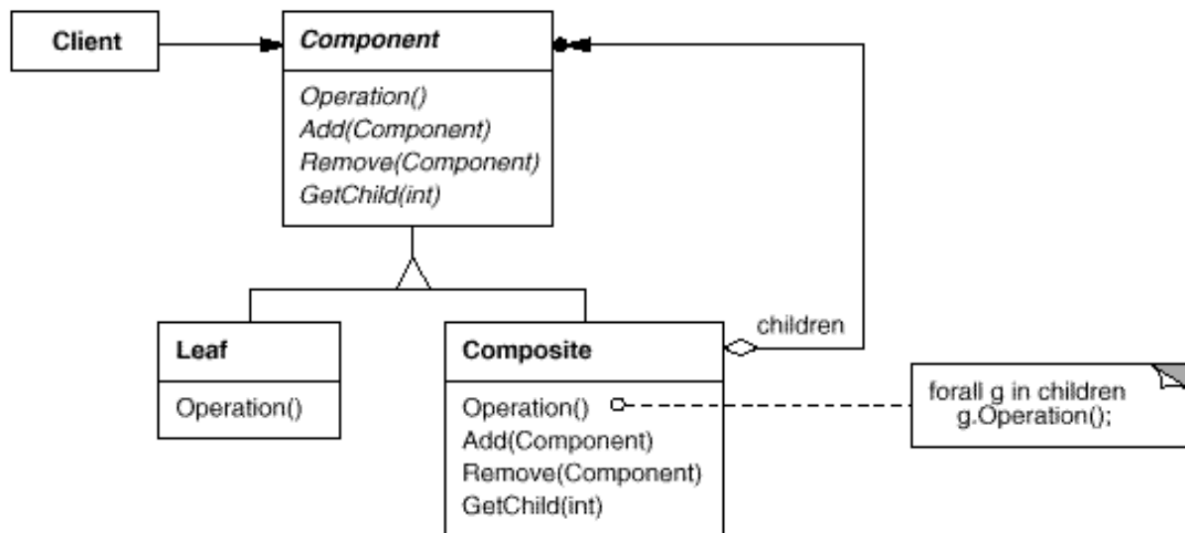 Client
Component
Operation()
Add(Component)
Remove(Component)
GetChild(int)
Leaf
Operation()
Composite
Operation()
Add(Component)
Remove(Component)
GetChild(int)
children
forall g in children
g.Operation();